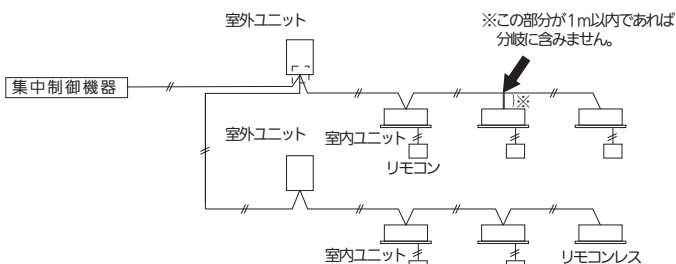 室外ユニット
※この部分が1m以内であれば
分岐に含みません。
集中制御機器
※
室外ユニット
室内ユニット
リモコン
室内ユニット
リモコンレス